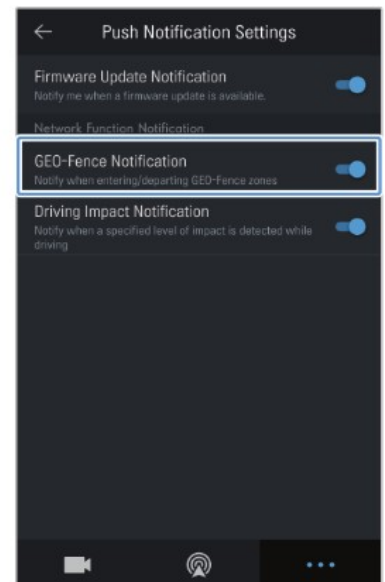 Push Notification Settings
Firmware Update Notification
Notify me when a firmware update is available.
Network Function Notification
GEO-Fence Notification
Notify when entering/departing GEO-Fence zones
Driving Impact Notification
Notify when a specified level of impact is detected while
driving